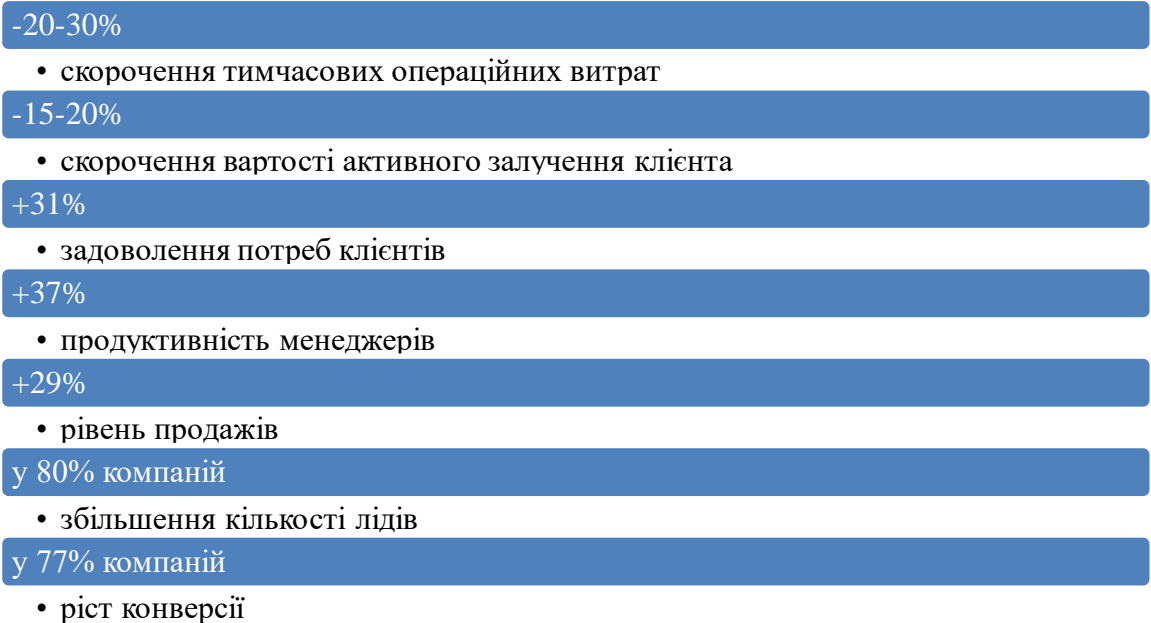 -20-30%
• скорочення тимчасових операційних витрат
-15-20%
• скорочення вартості активного залучення клієнта
+31%
• задоволення потреб клієнтів
+37%
• продуктивність менеджерів
+29%
• рівень продажів
у 80% компаній
• збільшення кількості лідів
у 77% компаній
• ріст конверсії